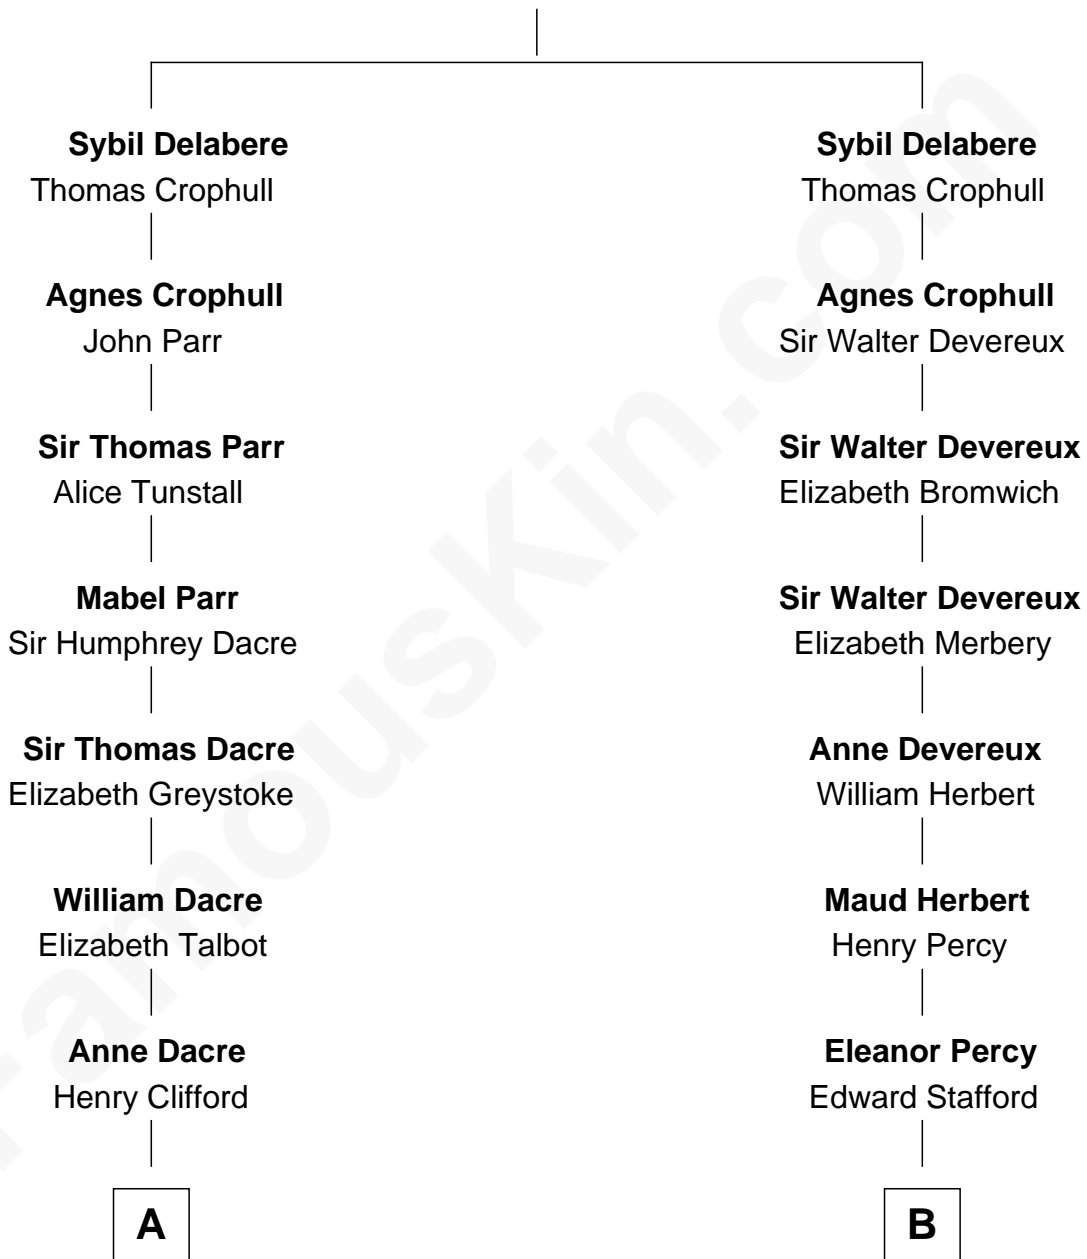 Sybil Delabere
Thomas Crophull
Agnes Crophull
John Parr
Sir Thomas Parr
Alice Tunstall
Mabel Parr
Sir Humphrey Dacre
Sir Thomas Dacre
Elizabeth Greystoke
William Dacre
Elizabeth Talbot
Anne Dacre
Henry Clifford
A
Sybil Delabere
Thomas Crophull
Agnes Crophull
Sir Walter Devereux
Sir Walter Devereux
Elizabeth Bromwich
Sir Walter Devereux
Elizabeth Merbery
Anne Devereux
William Herbert
Maud Herbert
Henry Percy
Eleanor Percy
Edward Stafford
B
FamousKin.com